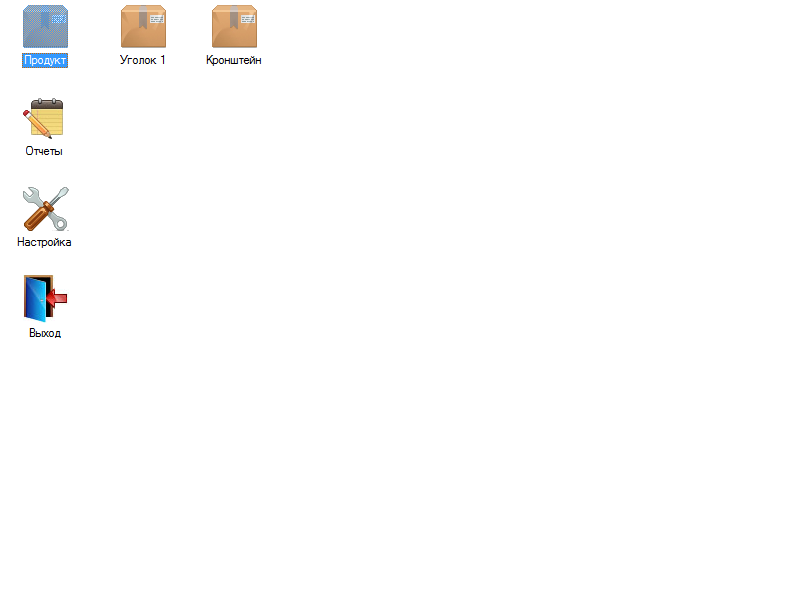 Продукт
Уголок 1
Кронштейн
Отчеты
Настройка
Выход